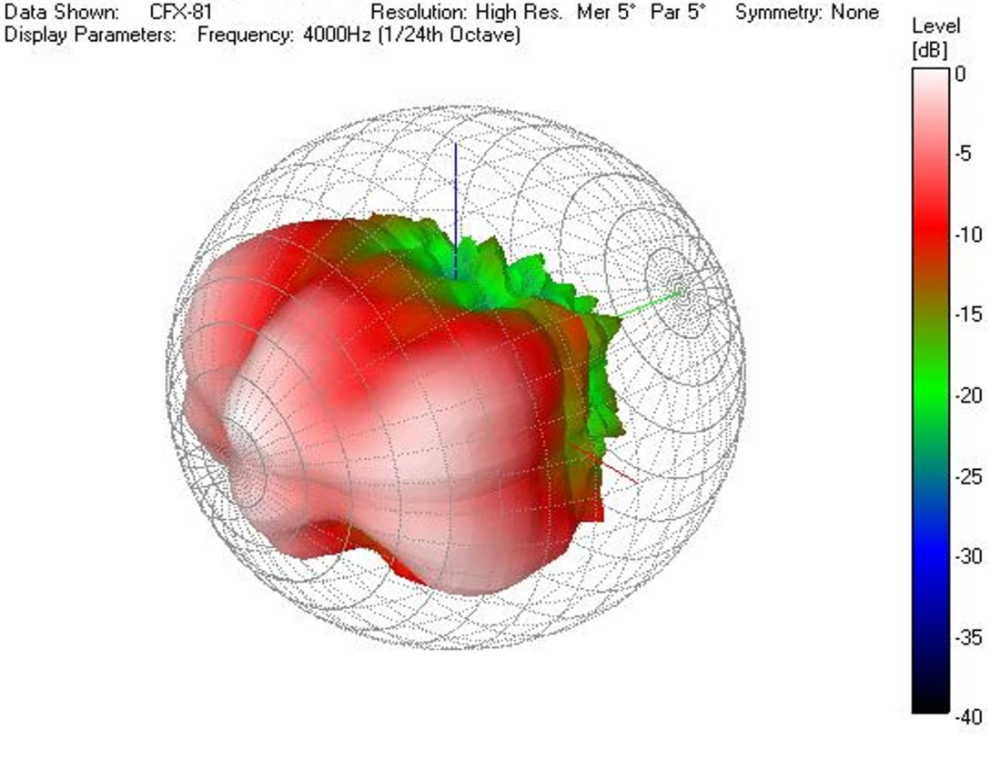 Data Shown: CFX-81 Resolution: High Res. Mer 5° Par 5° Symmetry: None
Display Parameters: Frequency: 4000Hz (1/24th Octave)
Level
[dB]
0
-5
-10
-15
-20
-25
-30
-35
-40